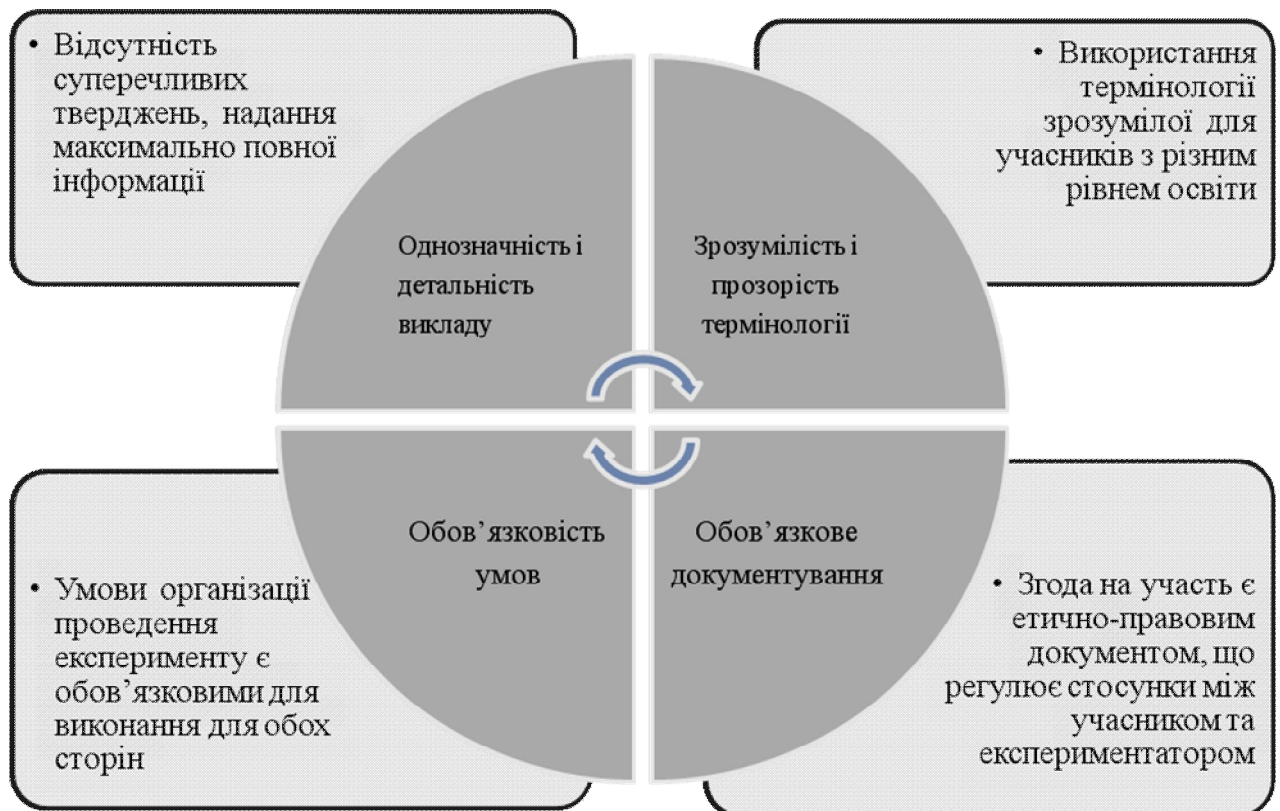 • Відсутність
суперечливих
тверджень, надання
максимально повної
інформації
• Використання
термінології
зрозумілої для
учасників з різним
рівнем освіти
Однозначність і
детальність
викладу
Зрозумілість і
прозорість
термінології
Обов’язковість
умов
Обов’язкове
документування
• Умови організації
проведення
експерименту є
обов’язковими для
виконання для обох
сторін
• Згода на участь є
етично-правовим
документом, що
регулює стосунки між
учасником та
експериментатором